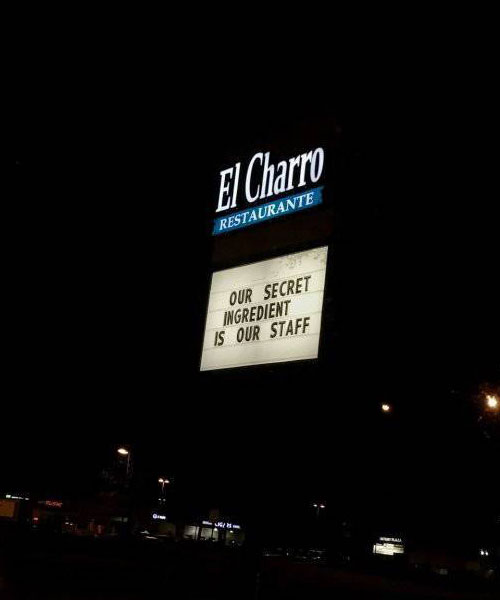 El Charro
RESTAURANTE
OUR SECRET
INGREDIENT
IS OUR STAFF